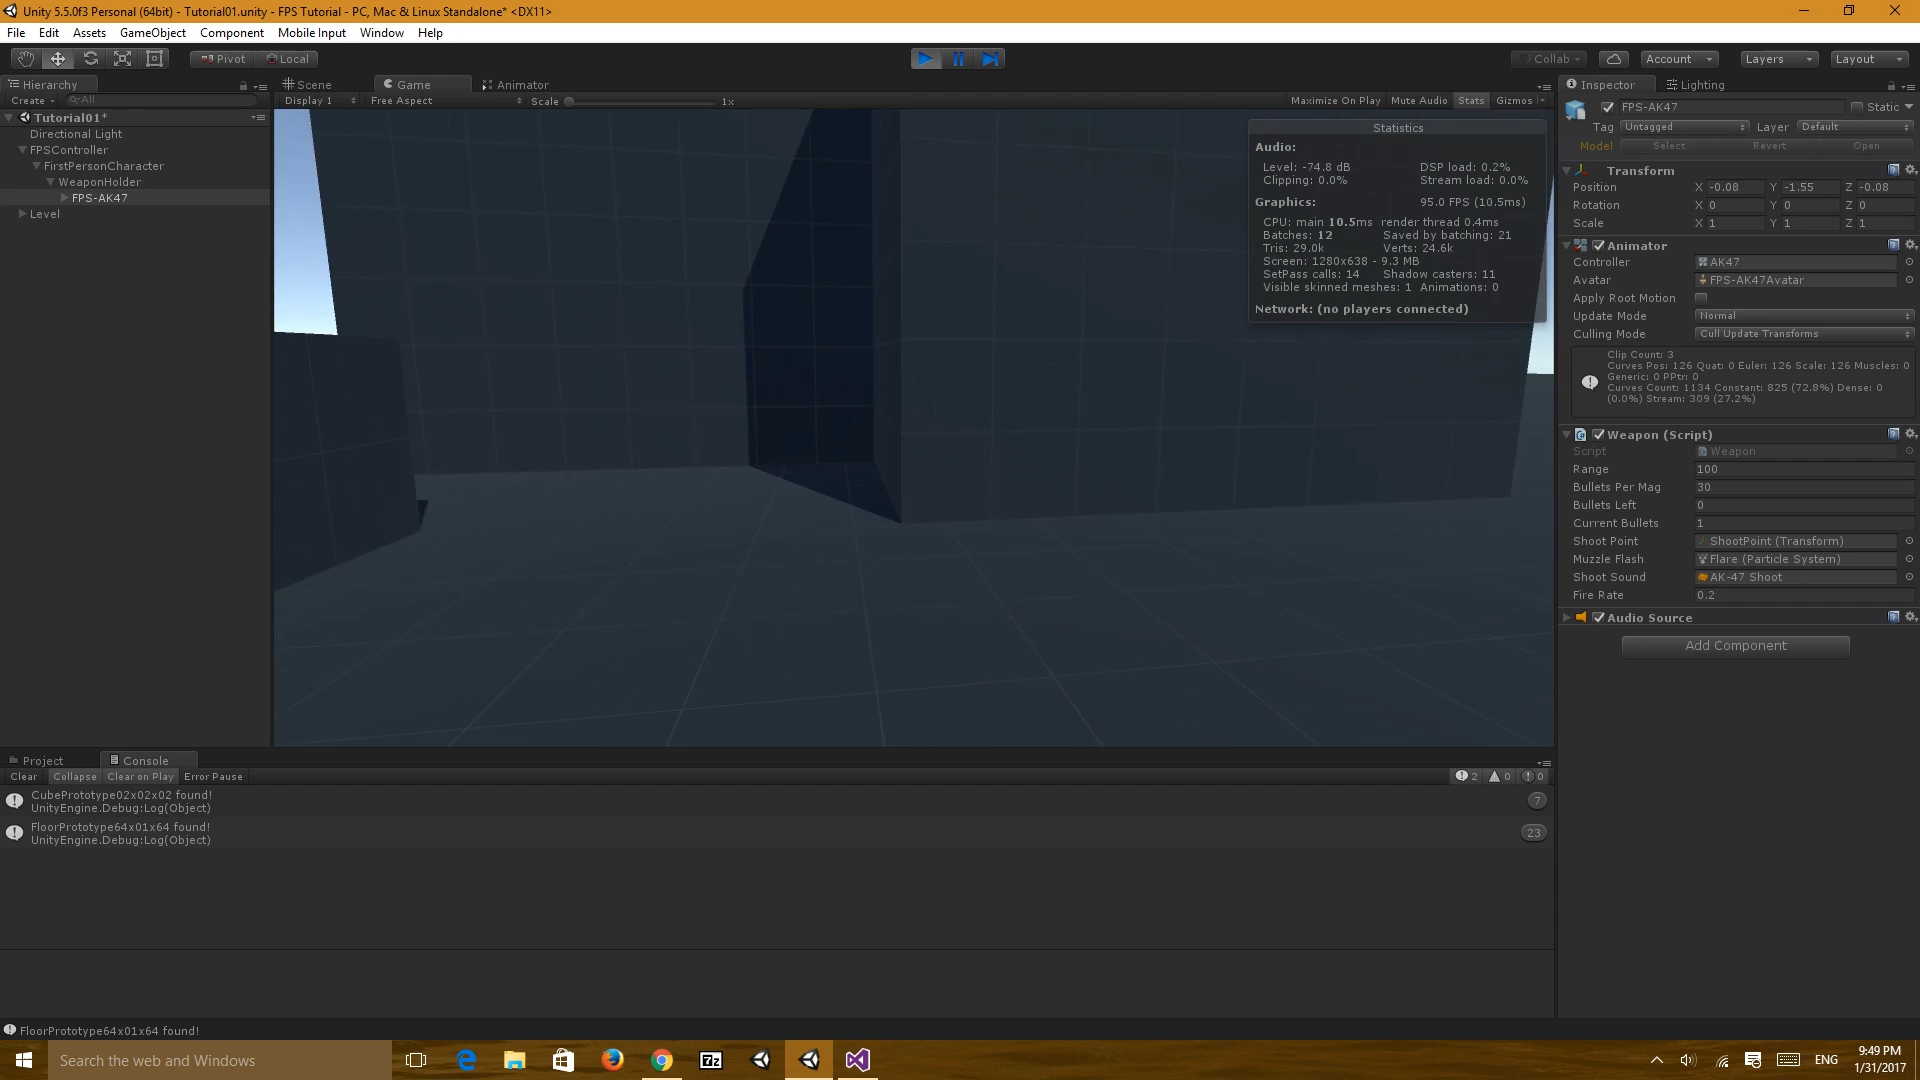 Unity 5.5.0f3 Personal (64bit) - Tutorial01.unity - FPS Tutorial - PC, Mac & Linux Standalone* <DX11>
File Edit Assets GameObject Component Mobile Input Window Help
Pivot Local Collab Account Layers Layout
Hierarchy
Create All
Tutorial01*
Directional Light
FPSController
FirstPersonCharacter
WeaponHolder
FPS-AK47
Level
Scene Game Animator
Display 1 Free Aspect Scale 1x Maximize On Play Mute Audio Stats Gizmos
Statistics
Audio:
Level: -74.8 dB DSP load: 0.2%
Clipping: 0.0% Stream load: 0.0%
Graphics: 95.0 FPS (10.5ms)
CPU: main 10.5ms render thread 0.4ms
Batches: 12 Saved by batching: 21
Tris: 29.0k Verts: 24.6k
Screen: 1280x638 - 9.3 MB
SetPass calls: 14 Shadow casters: 11
Visible skinned meshes: 1 Animations: 0
Network: (no players connected)
Inspector Lighting
FPS-AK47 Static
Tag Untagged Layer Default
Model Select Revert Open
Transform
Position X -0.08 Y -1.55 Z -0.08
Rotation X 0 Y 0 Z 0
Scale X 1 Y 1 Z 1
Animator
Controller AK47
Avatar FPS-AK47Avatar
Apply Root Motion
Update Mode Normal
Culling Mode Cull Update Transforms
Clip Count: 3
Curves Pos: 126 Quat: 0 Euler: 126 Scale: 126 Muscles: 0
Generic: 0 PPtr: 0
Curves Count: 1134 Constant: 825 (72.8%) Dense: 0
(0.0%) Stream: 309 (27.2%)
Weapon (Script)
Script Weapon
Range 100
Bullets Per Mag 30
Bullets Left 0
Current Bullets 1
Shoot Point ShootPoint (Transform)
Muzzle Flash Flare (Particle System)
Shoot Sound AK-47 Shoot
Fire Rate 0.2
Audio Source
Add Component
Project Console
Clear Collapse Clear on Play Error Pause 2 0 0
CubePrototype02x02x02 found!
UnityEngine.Debug:Log(Object)
7
FloorPrototype64x01x64 found!
UnityEngine.Debug:Log(Object)
23
FloorPrototype64x01x64 found!
Search the web and Windows
7z
ENG
9:49 PM
1/31/2017